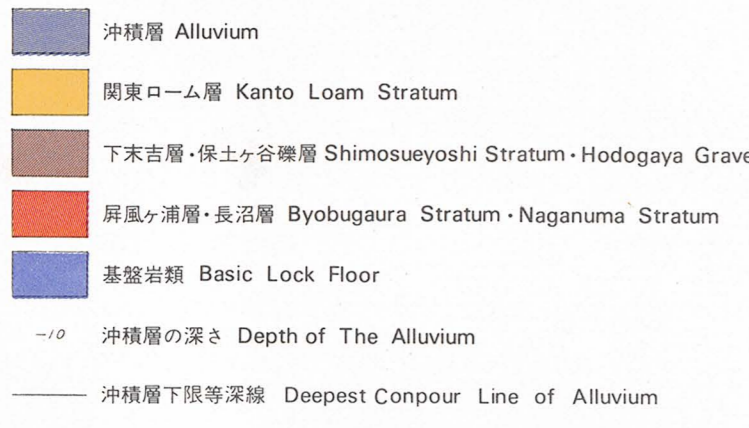 沖積層 Alluvium
関東ローム層 Kanto Loam Stratum
下末吉層・保土ヶ谷礫層 Shimosueyoshi Stratum・Hodogaya Grave
屏風ヶ浦層・長沼層 Byobugaura Stratum・Naganuma Stratum
基盤岩類 Basic Lock Floor
-10 沖積層の深さ Depth of The Alluvium
沖積層下限等深線 Deepest Conpour Line of Alluvium